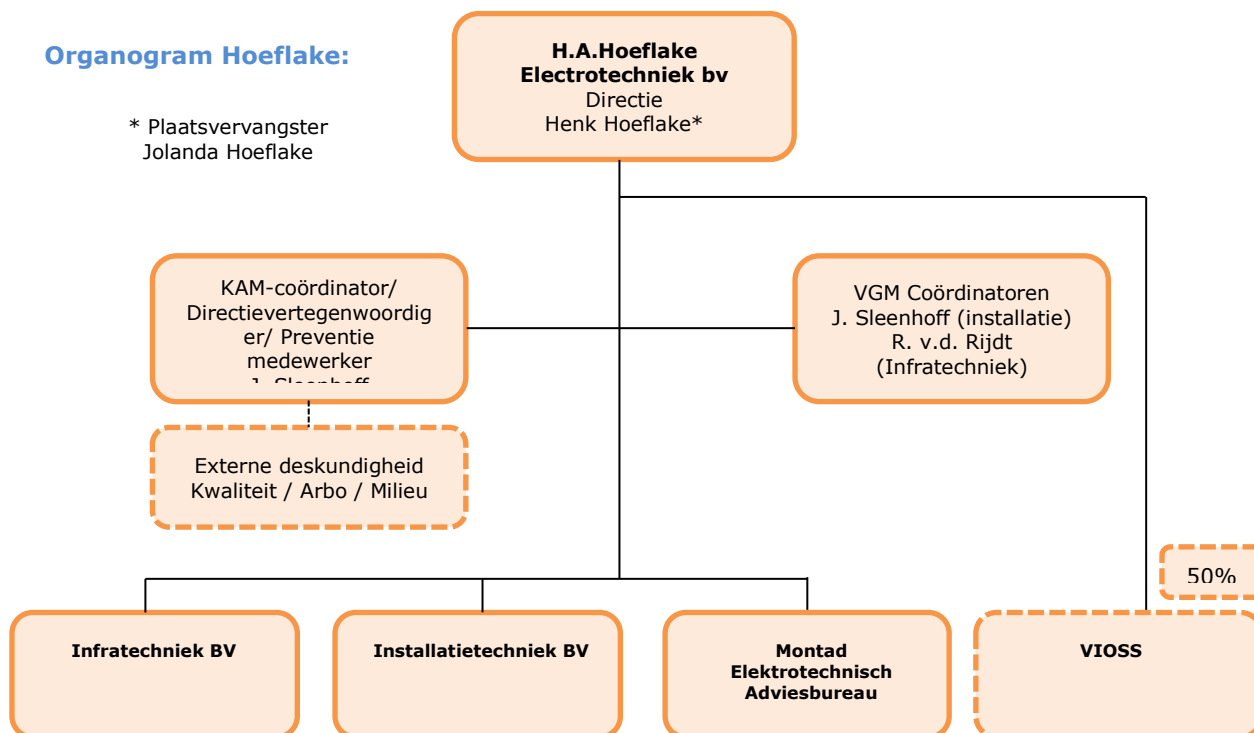 Organogram Hoeflake:
* Plaatsvervangster
Jolanda Hoeflake
H.A.Hoeflake
Electrotechniek bv
Directie
Henk Hoeflake*
KAM-coördinator/
Directievertegenwoordig
er/ Preventie
medewerker
J. Sleenhoff
VGM Coördinatoren
J. Sleenhoff (installatie)
R. v.d. Rijdt
(Infratechniek)
Externe deskundigheid
Kwaliteit / Arbo / Milieu
50%
Infratechniek BV
Installatietechniek BV
Montad
Elektrotechnisch
Adviesbureau
VIOSS